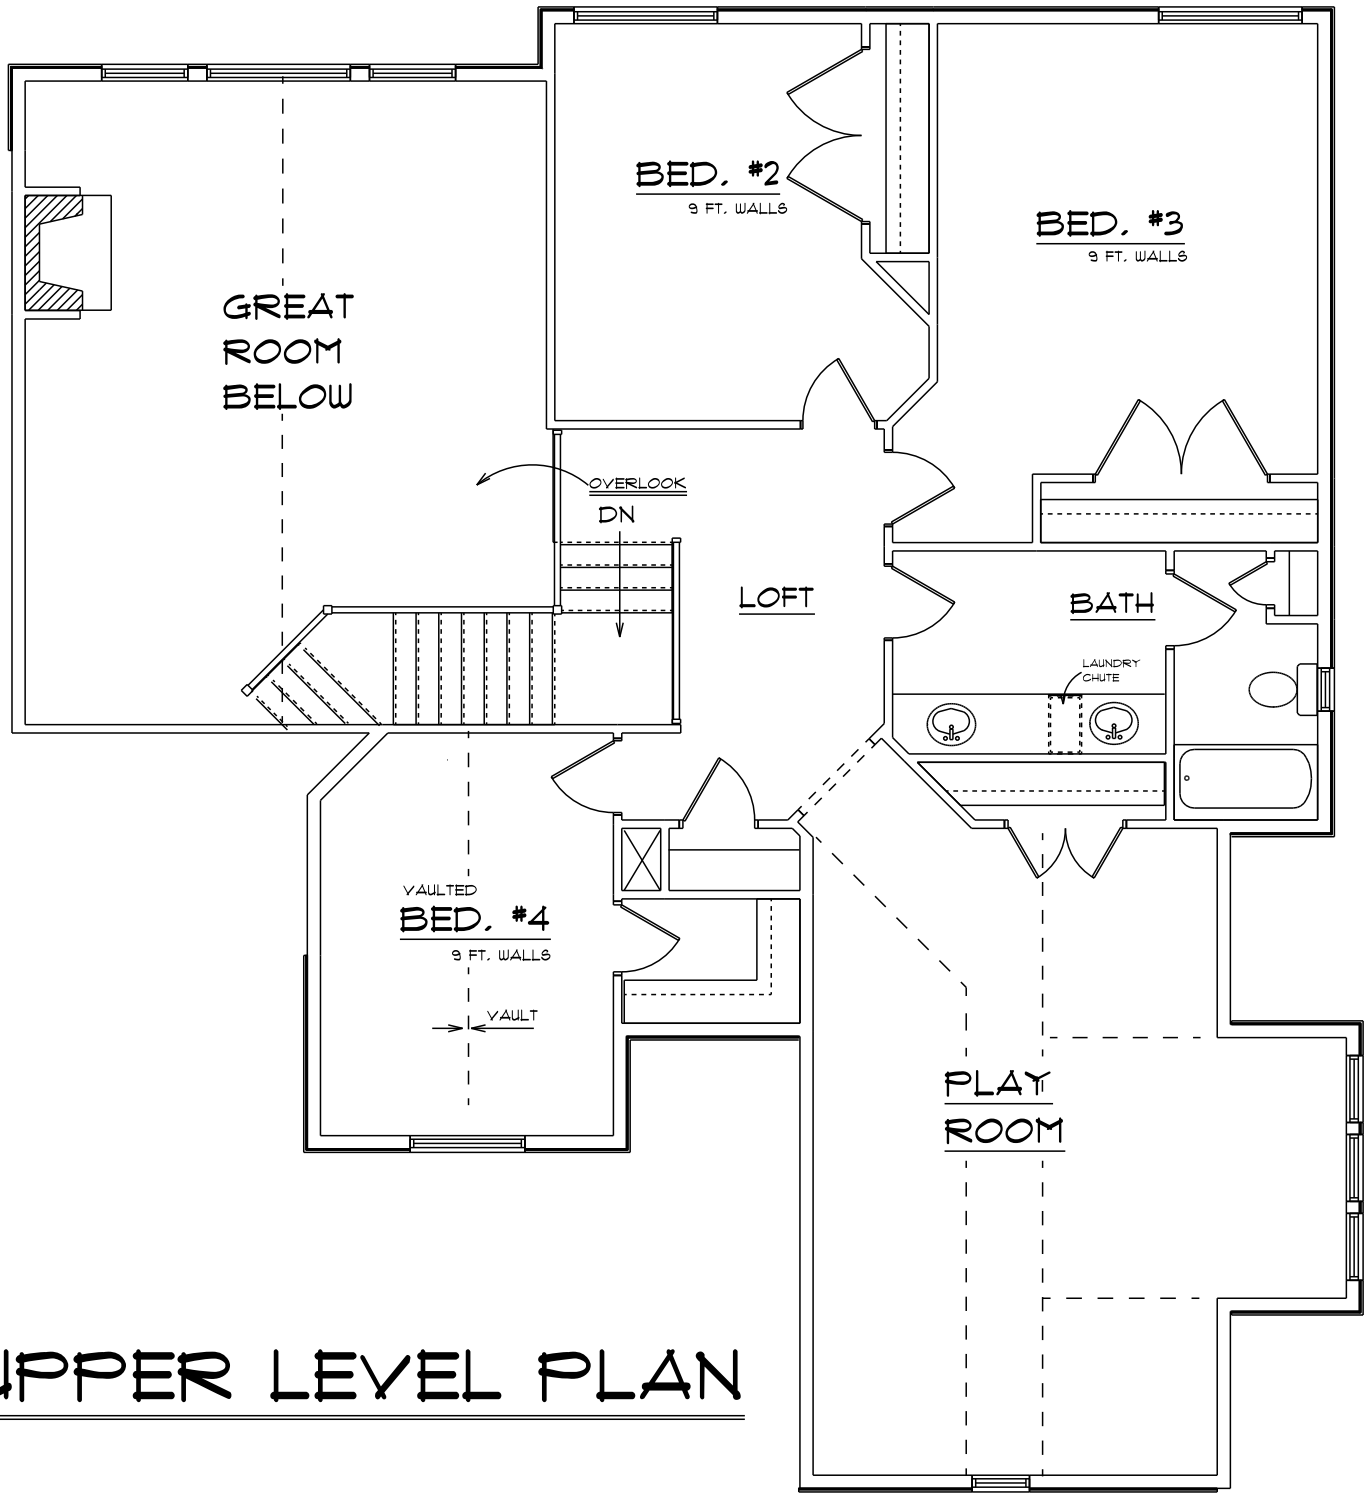 BED. #2
9 FT. WALLS
BED. #3
9 FT. WALLS
GREAT
ROOM
BELOW
OVERLOOK
DN
LOFT
BATH
LAUNDRY
CHUTE
VAULTED
BED. #4
9 FT. WALLS
VAULT
PLAY
ROOM
UPPER LEVEL PLAN